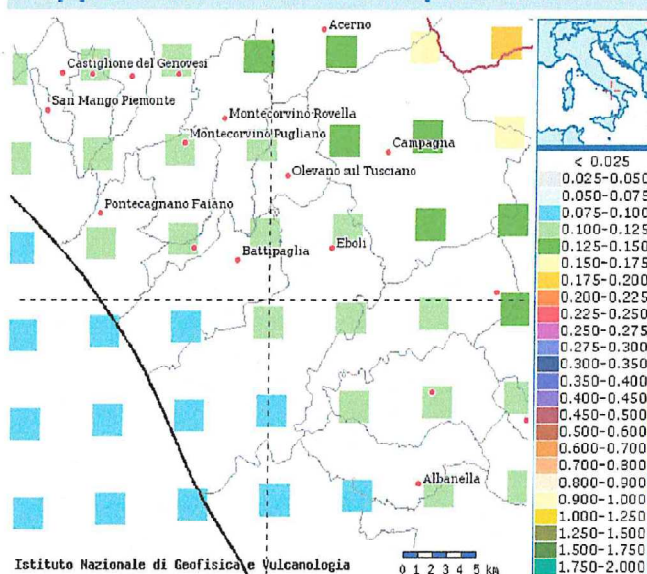 Acerno
Castiglione del Genovesi
San Mango Piemonte
Montecorvino Rovella
Montecorvino Pugliano
Campagna
Olevano sul Tusciano
Pontecagnano Faiano
Eboli
Battipaglia
Albanella
Istituto Nazionale di Geofisica e Vulcanologia
0 1 2 3 4 5 km
< 0.025
0.025-0.050
0.050-0.075
0.075-0.100
0.100-0.125
0.125-0.150
0.150-0.175
0.175-0.200
0.200-0.225
0.225-0.250
0.250-0.275
0.275-0.300
0.300-0.350
0.350-0.400
0.400-0.450
0.450-0.500
0.500-0.600
0.600-0.700
0.700-0.800
0.800-0.900
0.900-1.000
1.000-1.250
1.250-1.500
1.500-1.750
1.750-2.000